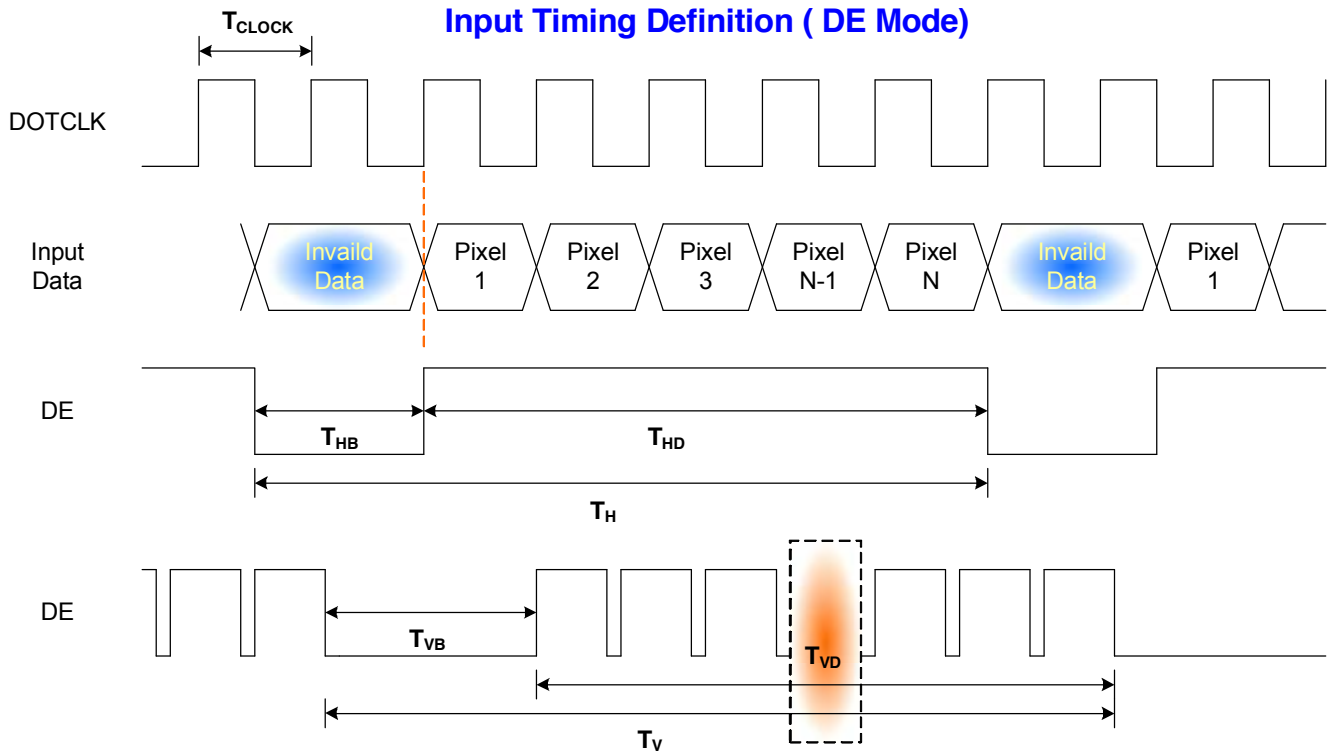 Input Timing Definition ( DE Mode)
TCLOCK
DOTCLK
Input
Data
Invaild
Data
Pixel
1
Pixel
2
Pixel
3
Pixel
N-1
Pixel
N
Invaild
Data
Pixel
1
DE
THB
THD
TH
DE
TVB
TVD
TV